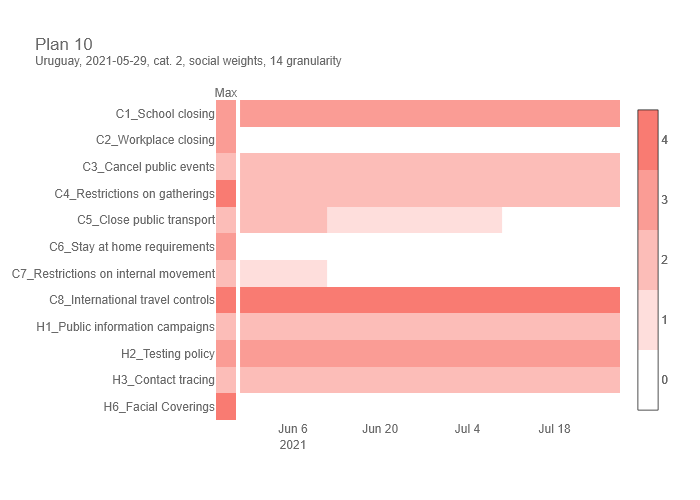 Plan 10
Uruguay, 2021-05-29, cat. 2, social weights, 14 granularity
Max
C1_School closing
C2_Workplace closing
C3_Cancel public events
C4_Restrictions on gatherings
C5_Close public transport
C6_Stay at home requirements
C7_Restrictions on internal movement
C8_International travel controls
H1_Public information campaigns
H2_Testing policy
H3_Contact tracing
H6_Facial Coverings
Jun 6 Jun 20 Jul 4 Jul 18
2021
4
3
2
1
0